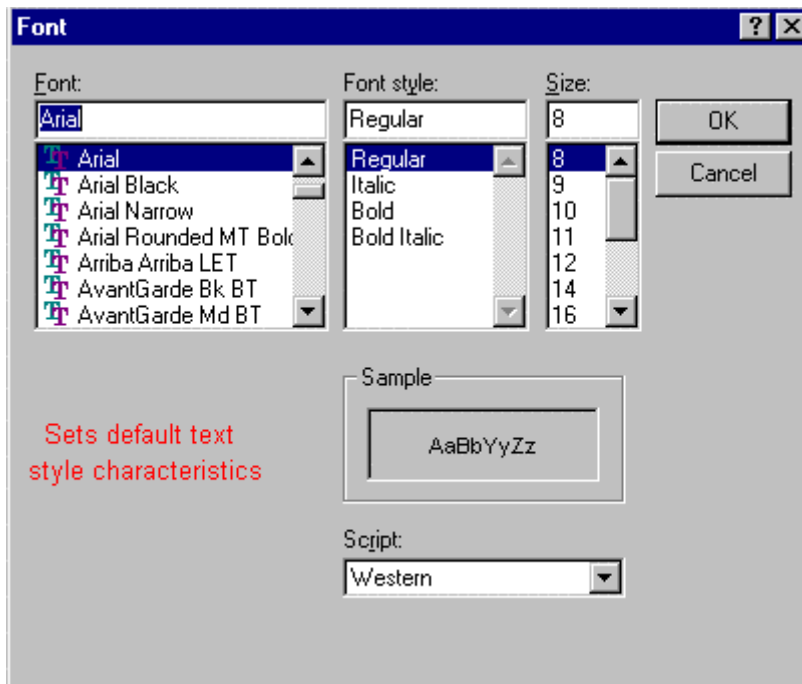 Font
Font:
Arial
Arial
Arial Black
Arial Narrow
Arial Rounded MT Bold
Arriba Arriba LET
AvantGarde Bk BT
AvantGarde Md BT
Font style:
Regular
Regular
Italic
Bold
Bold Italic
Size:
8
8
9
10
11
12
14
16
OK
Cancel
Sets default text
style characteristics
Sample
AaBbYyZz
Script:
Western